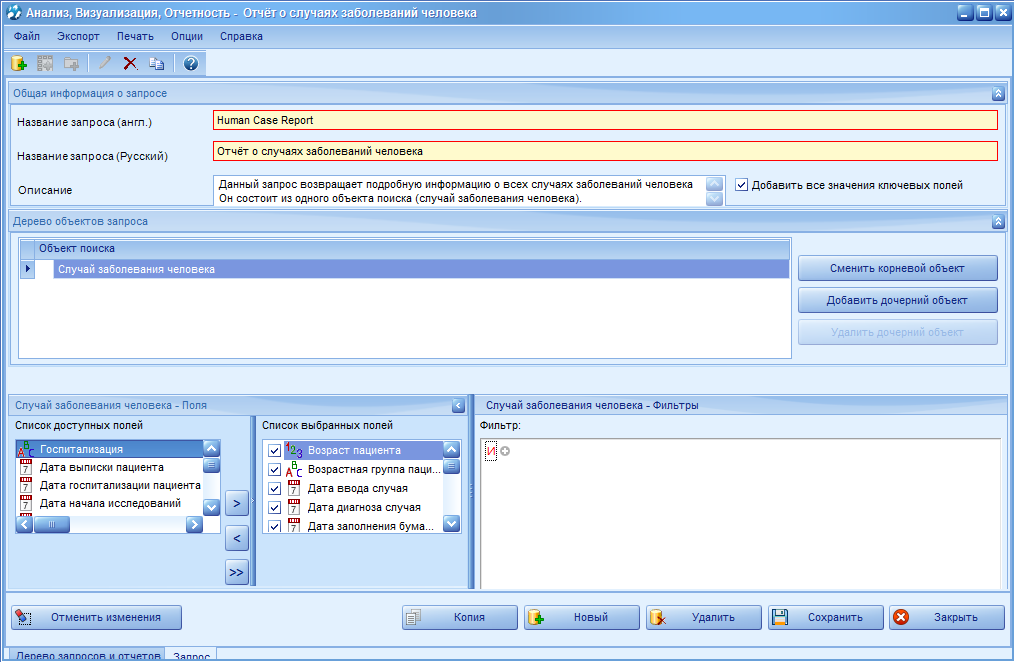 Анализ, Визуализация, Отчетность - Отчёт о случаях заболеваний человека
Файл Экспорт Печать Опции Справка
Общая информация о запросе
Название запроса (англ.)
Human Case Report
Название запроса (Русский)
Отчёт о случаях заболеваний человека
Описание
Данный запрос возвращает подробную информацию о всех случаях заболеваний человека
Он состоит из одного объекта поиска (случай заболевания человека).
Добавить все значения ключевых полей
Дерево объектов запроса
Объект поиска
Случай заболевания человека
Сменить корневой объект
Добавить дочерний объект
Удалить дочерний объект
Случай заболевания человека - Поля
Список доступных полей
Госпитализация
Дата выписки пациента
Дата госпитализации пациента
Дата начала исследований
>
<
>>
Список выбранных полей
Возраст пациента
Возрастная группа паци...
Дата ввода случая
Дата диагноза случая
Дата заполнения бума...
Случай заболевания человека - Фильтры
Фильтр:
И
Отменить изменения
Копия
Новый
Удалить
Сохранить
Закрыть
Дерево запросов и отчетов Запрос